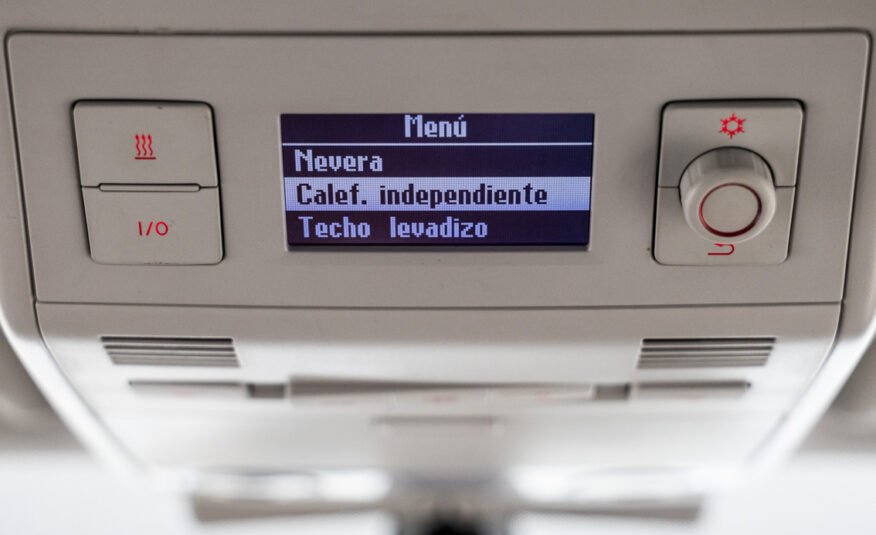 Menú
Nevera
Calef. independiente
Techo levadizo
I/O